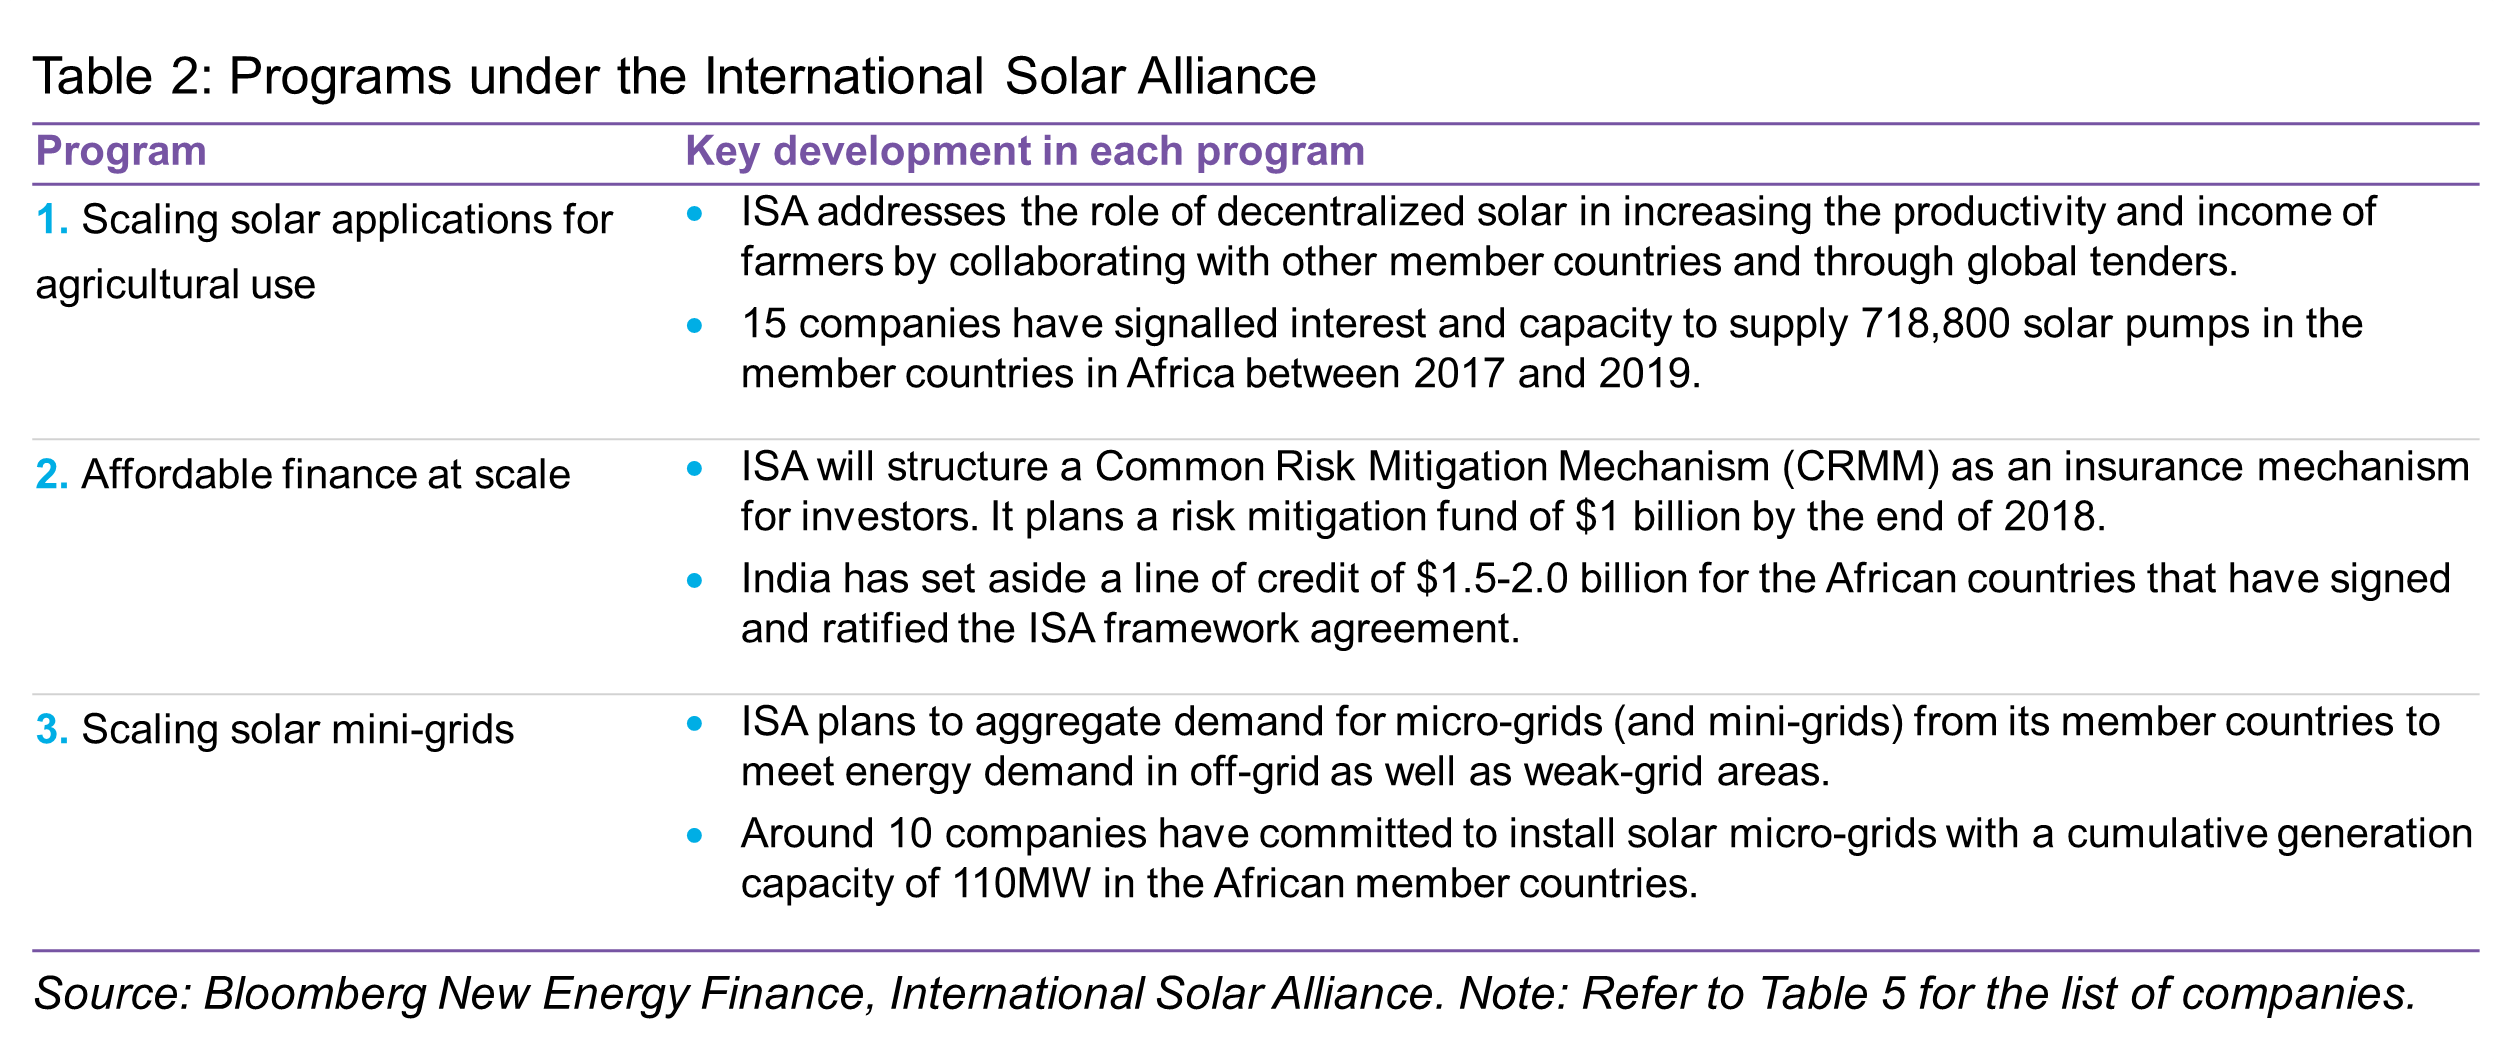 Table 2: Programs under the International Solar Alliance
Program
Key development in each program
1. Scaling solar applications for
agricultural use
• ISA addresses the role of decentralized solar in increasing the productivity and income of
farmers by collaborating with other member countries and through global tenders.
• 15 companies have signalled interest and capacity to supply 718,800 solar pumps in the
member countries in Africa between 2017 and 2019.
2. Affordable finance at scale
• ISA will structure a Common Risk Mitigation Mechanism (CRMM) as an insurance mechanism
for investors. It plans a risk mitigation fund of $1 billion by the end of 2018.
• India has set aside a line of credit of $1.5-2.0 billion for the African countries that have signed
and ratified the ISA framework agreement.
3. Scaling solar mini-grids
• ISA plans to aggregate demand for micro-grids (and mini-grids) from its member countries to
meet energy demand in off-grid as well as weak-grid areas.
• Around 10 companies have committed to install solar micro-grids with a cumulative generation
capacity of 110MW in the African member countries.
Source: Bloomberg New Energy Finance, International Solar Alliance. Note: Refer to Table 5 for the list of companies.